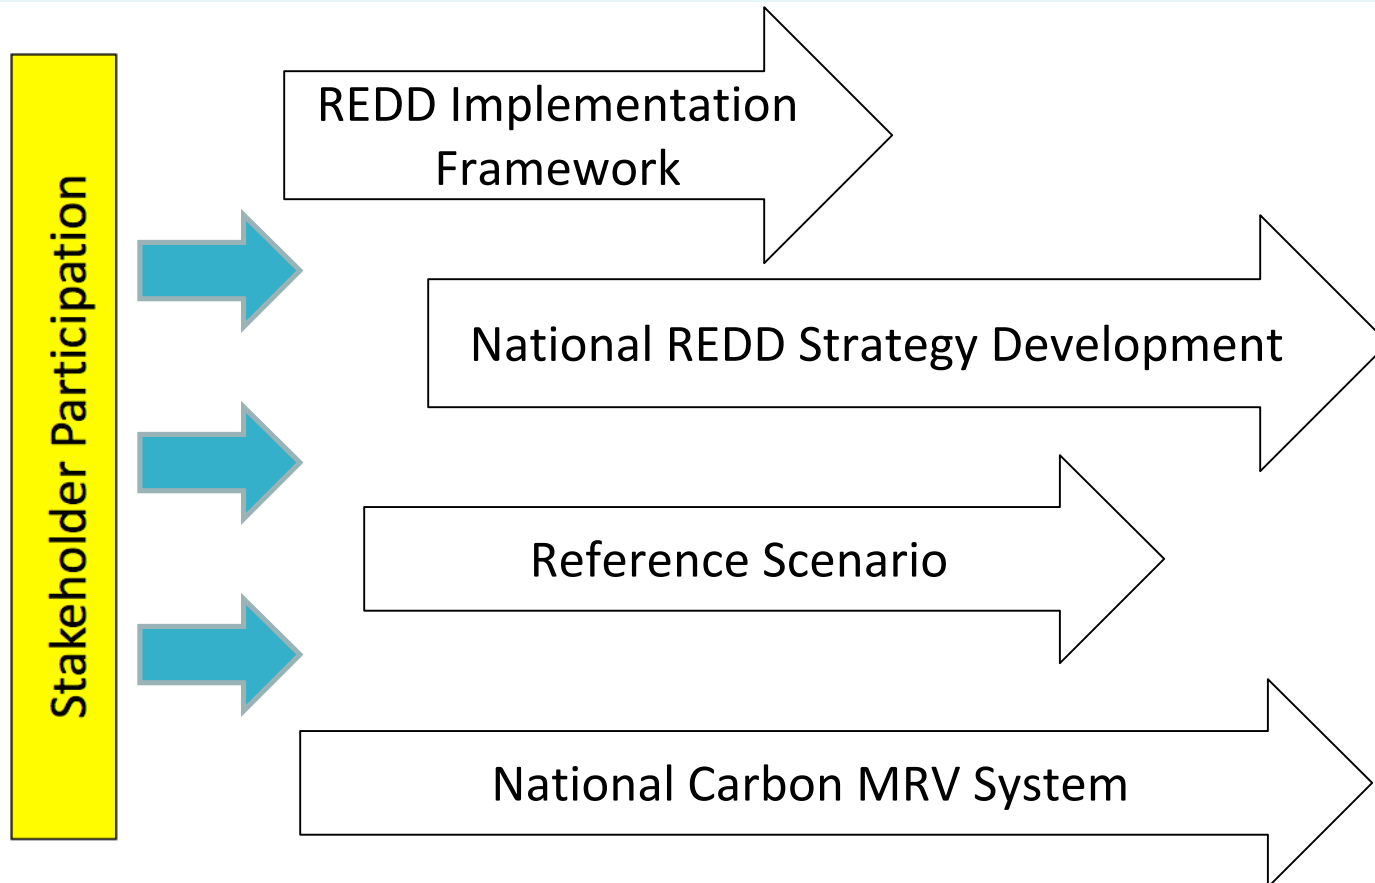 Stakeholder Participation
REDD Implementation
Framework
National REDD Strategy Development
Reference Scenario
National Carbon MRV System